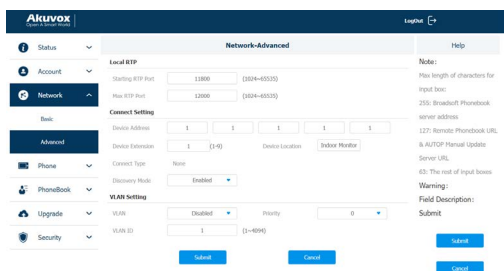 Akuvox
Open A Smart World
LogOut
Status
Account
Network
Basic
Advanced
Phone
PhoneBook
Upgrade
Security
Network-Advanced
Local RTP
Starting RTP Port 11800 (1024~65535)
Max RTP Port 12000 (1024~65535)
Connect Setting
Device Address 1 1 1 1 1
Device Extension 1 (1-9) Device Location Indoor Monitor
Connect Type None
Discovery Mode Enabled
VLAN Setting
VLAN Disabled Priority 0
VLAN ID 1 (1~4094)
Submit Cancel
Help
Note:
Max length of characters for
input box:
255: Broadsoft Phonebook
server address
127: Remote Phonebook URL
& AUTOP Manual Update
Server URL
63: The rest of input boxes
Warning:
Field Description:
Submit
Submit
Cancel